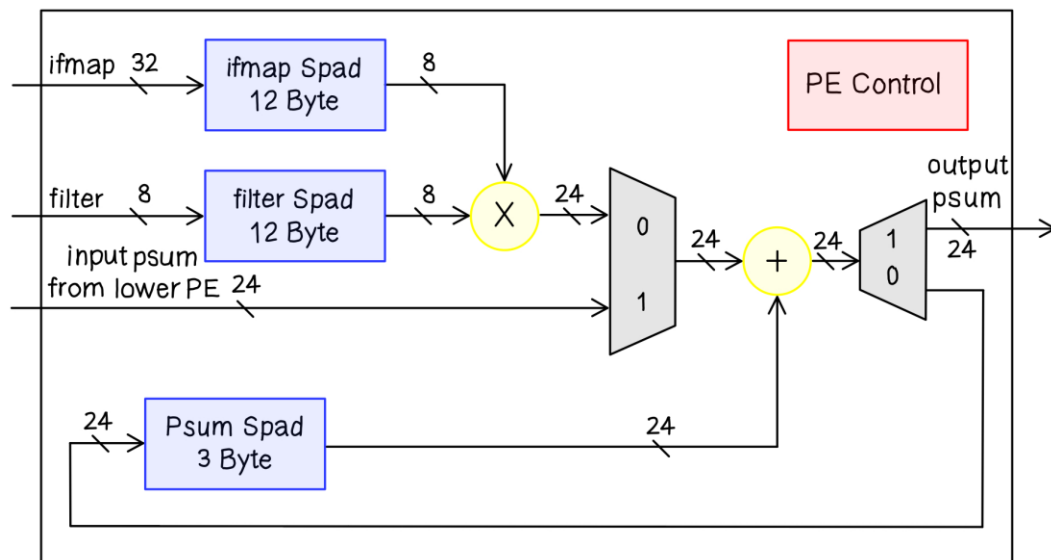 ifmap
32
ifmap Spad
12 Byte
8
PE Control
filter
8
filter Spad
12 Byte
8
X
24
0
1
24
+
24
1
0
output
psum
24
input psum
from lower PE
24
24
Psum Spad
3 Byte
24